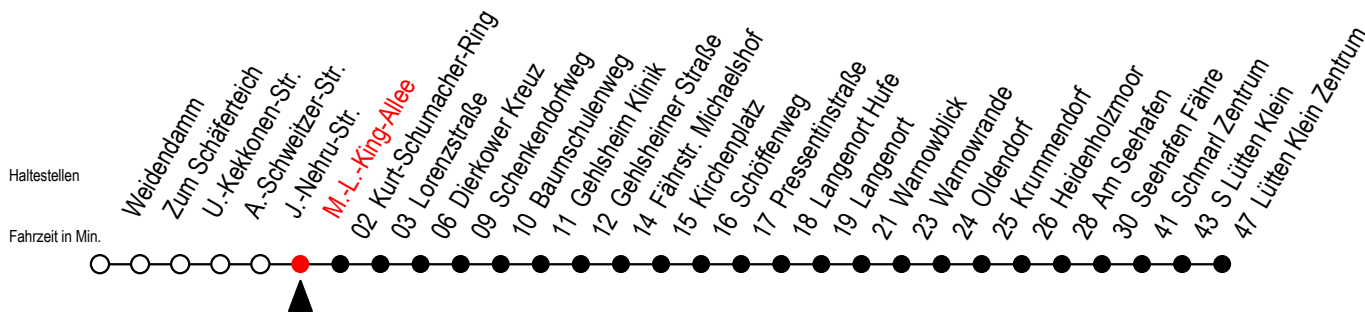 Haltestellen
Fahrzeit in Min.
Weidendamm
Zum Schäferteich
U.-Kekkonen-Str.
A.-Schweitzer-Str.
J.-Nehru-Str.
M.-L.-King-Allee
02 Kurt-Schumacher-Ring
03 Lorenzstraße
06 Dierkower Kreuz
09 Schenkendorfweg
10 Baumschulenweg
11 Gehlsheim Klinik
12 Gehlsheimer Straße
14 Fährstr. Michaelshof
15 Kirchenplatz
16 Schöffenweg
17 Pressentinstraße
18 Langenort Hufe
19 Langenort
21 Warnowblick
23 Warnowrande
24 Oldendorf
25 Krummendorf
26 Heidenholzmoor
28 Am Seehafen
30 Seehafen Fähre
41 Schmarl Zentrum
43 S Lütten Klein
47 Lütten Klein Zentrum